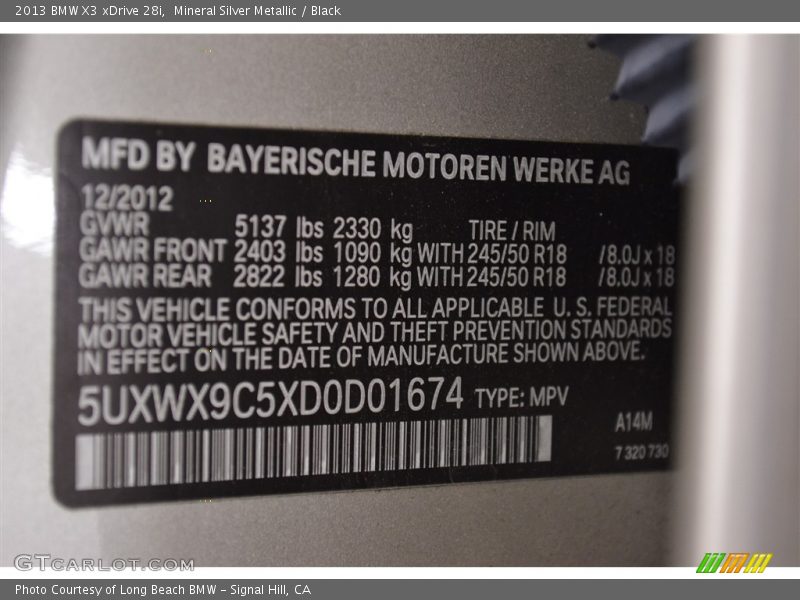 2013 BMW X3 xDrive 28i, Mineral Silver Metallic / Black
MFD BY BAYERISCHE MOTOREN WERKE AG
12/2012
GVWR 5137 lbs 2330 kg TIRE / RIM
GAWR FRONT 2403 lbs 1090 kg WITH 245/50 R18 /8.0J x 18
GAWR REAR 2822 lbs 1280 kg WITH 245/50 R18 /8.0J x 18
THIS VEHICLE CONFORMS TO ALL APPLICABLE U. S. FEDERAL
MOTOR VEHICLE SAFETY AND THEFT PREVENTION STANDARDS
IN EFFECT ON THE DATE OF MANUFACTURE SHOWN ABOVE.
5UXWX9C5XD0D01674 TYPE: MPV
A14M
7 320 730
GTCARLOT.COM
Photo Courtesy of Long Beach BMW - Signal Hill, CA